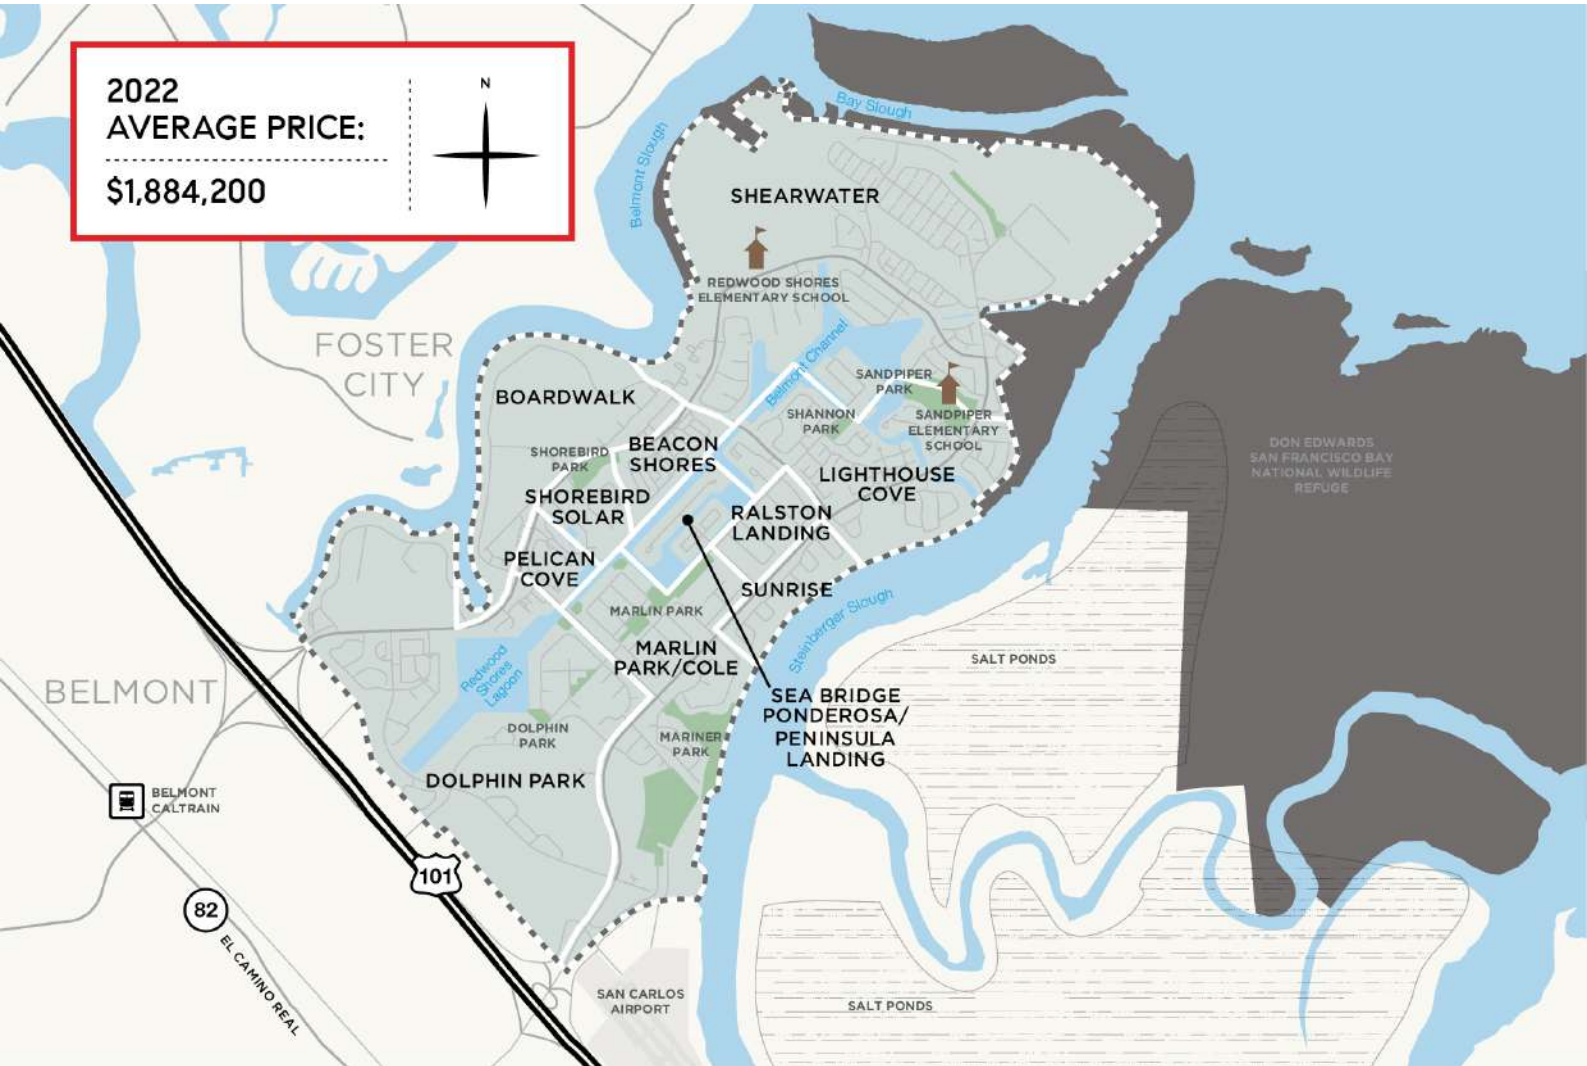 2022
AVERAGE PRICE:
$1,884,200
N
Bay Slough
Belmont Slough
SHEARWATER
REDWOOD SHORES
ELEMENTARY SCHOOL
FOSTER
CITY
Belmont Channel
BOARDWALK
SANDPIPER
PARK
SHANNON
PARK
SANDPIPER
ELEMENTARY
SCHOOL
BEACON
SHORES
SHOREBIRD
PARK
DON EDWARDS
SAN FRANCISCO BAY
NATIONAL WILDLIFE
REFUGE
LIGHTHOUSE
COVE
SHOREBIRD
SOLAR
RALSTON
LANDING
PELICAN
COVE
SUNRISE
MARLIN PARK
Steinberger Slough
MARLIN
PARK/COLE
SALT PONDS
Redwood
Shores
Lagoon
BELMONT
SEA BRIDGE
PONDEROSA/
PENINSULA
LANDING
DOLPHIN
PARK
MARINER
PARK
DOLPHIN PARK
BELMONT
CALTRAIN
101
82
EL CAMINO REAL
SAN CARLOS
AIRPORT
SALT PONDS